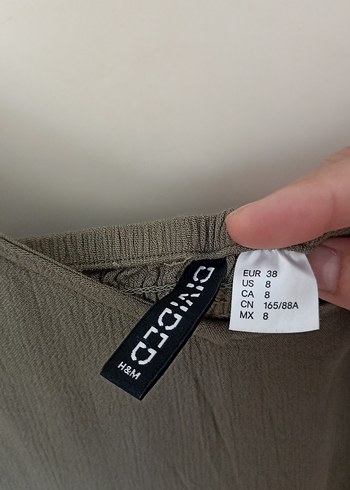 DIVIDED
H&M
EUR 38
US 8
CA 8
CN 165/88A
MX 8